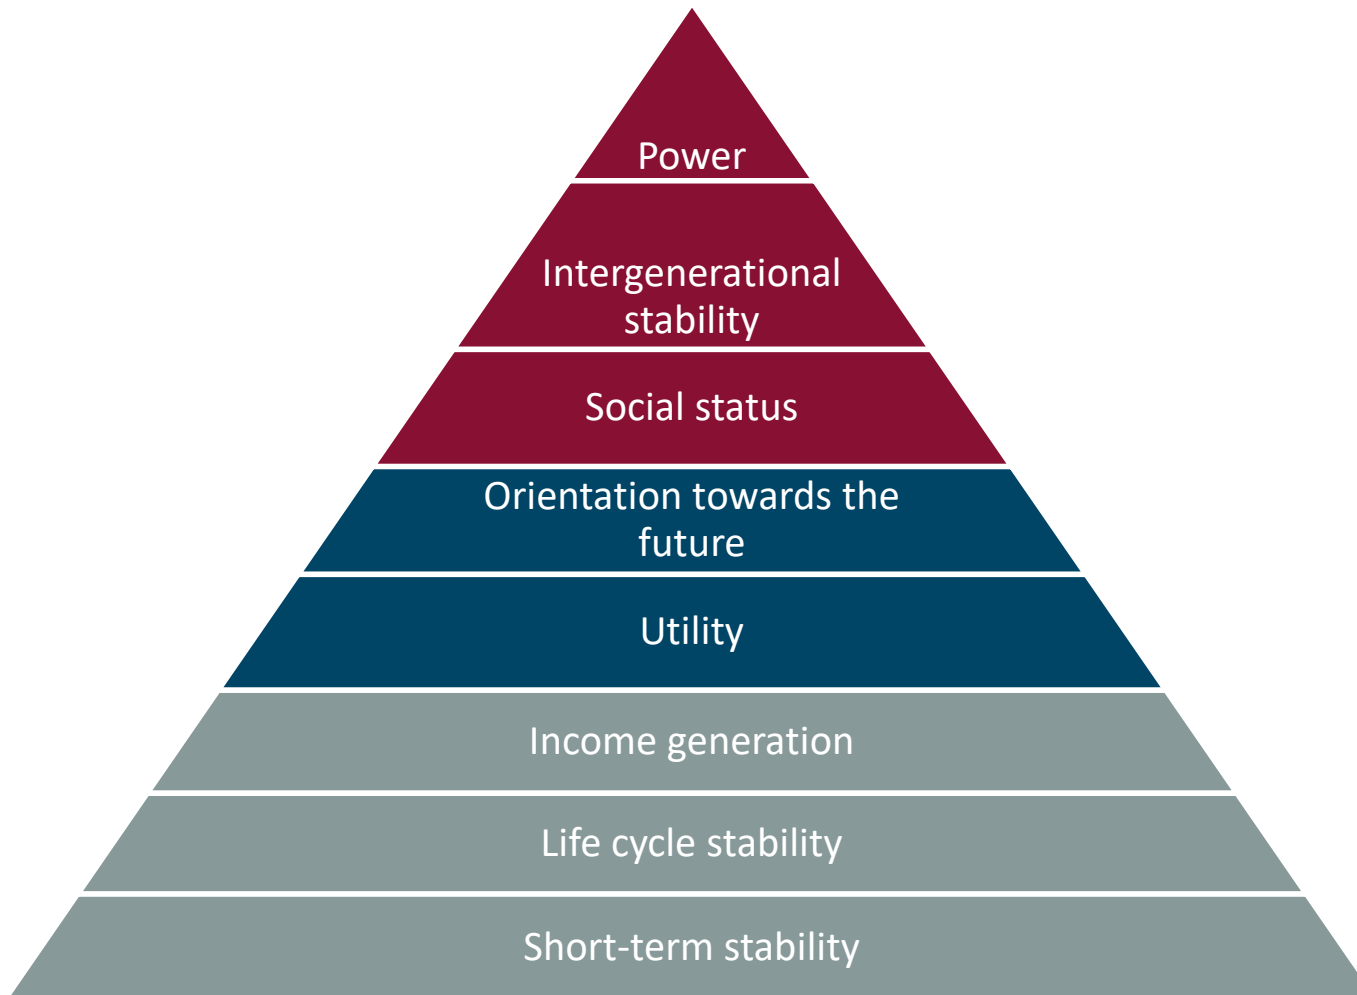 Power
Intergenerational
stability
Social status
Orientation towards the
future
Utility
Income generation
Life cycle stability
Short-term stability